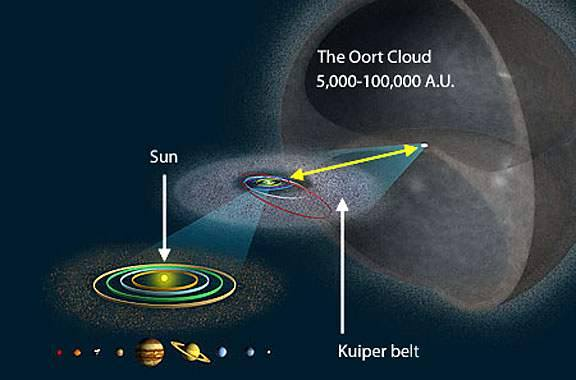 The Oort Cloud
5,000-100,000 A.U.
Sun
Kuiper belt